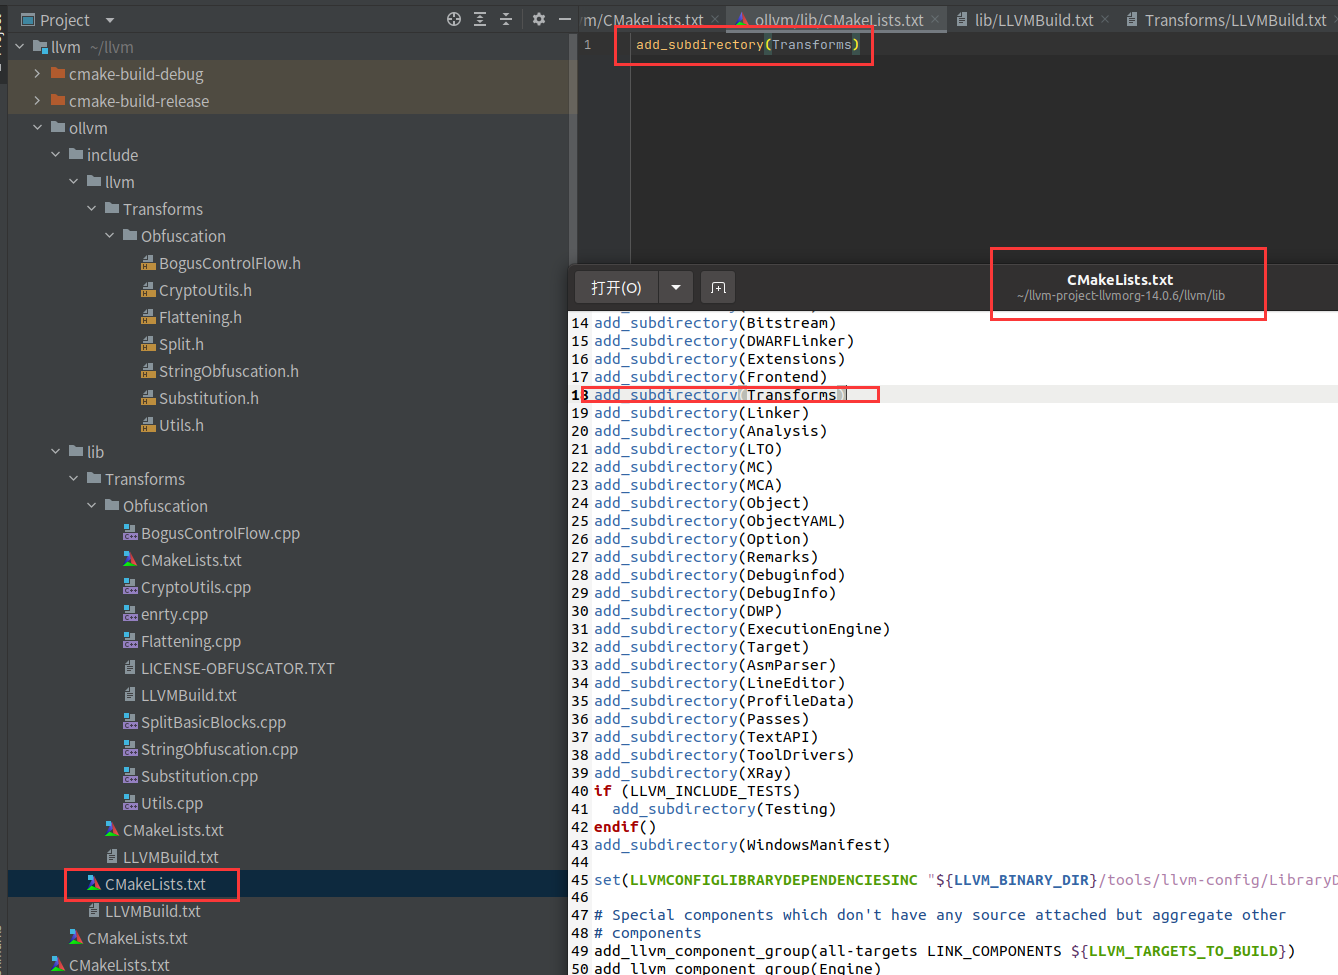 Project
m/CMakeLists.txt
ollvm/lib/CMakeLists.txt
lib/LLVMBuild.txt
Transforms/LLVMBuild.txt
llvm ~/llvm
cmake-build-debug
cmake-build-release
ollvm
include
llvm
Transforms
Obfuscation
BogusControlFlow.h
CryptoUtils.h
Flattening.h
Split.h
StringObfuscation.h
Substitution.h
Utils.h
lib
Transforms
Obfuscation
BogusControlFlow.cpp
CMakeLists.txt
CryptoUtils.cpp
enrty.cpp
Flattening.cpp
LICENSE-OBFUSCATOR.TXT
LLVMBuild.txt
SplitBasicBlocks.cpp
StringObfuscation.cpp
Substitution.cpp
Utils.cpp
CMakeLists.txt
LLVMBuild.txt
CMakeLists.txt
LLVMBuild.txt
CMakeLists.txt
CMakeLists.txt
1 add_subdirectory(Transforms)
打开(O)
CMakeLists.txt
~/llvm-project-llvmorg-14.0.6/llvm/lib
14 add_subdirectory(Bitstream)
15 add_subdirectory(DWARFLinker)
16 add_subdirectory(Extensions)
17 add_subdirectory(Frontend)
18 add_subdirectory(Transforms)
19 add_subdirectory(Linker)
20 add_subdirectory(Analysis)
21 add_subdirectory(LTO)
22 add_subdirectory(MC)
23 add_subdirectory(MCA)
24 add_subdirectory(Object)
25 add_subdirectory(ObjectYAML)
26 add_subdirectory(Option)
27 add_subdirectory(Remarks)
28 add_subdirectory(Debuginfod)
29 add_subdirectory(DebugInfo)
30 add_subdirectory(DWP)
31 add_subdirectory(ExecutionEngine)
32 add_subdirectory(Target)
33 add_subdirectory(AsmParser)
34 add_subdirectory(LineEditor)
35 add_subdirectory(ProfileData)
36 add_subdirectory(Passes)
37 add_subdirectory(TextAPI)
38 add_subdirectory(ToolDrivers)
39 add_subdirectory(XRay)
40 if (LLVM_INCLUDE_TESTS)
41 add_subdirectory(Testing)
42 endif()
43 add_subdirectory(WindowsManifest)
44
45 set(LLVMCONFIGLIBRARYDEPENDENCIESINC "${LLVM_BINARY_DIR}/tools/llvm-config/LibraryD
46
47 # Special components which don't have any source attached but aggregate other
48 # components
49 add_llvm_component_group(all-targets LINK_COMPONENTS ${LLVM_TARGETS_TO_BUILD})
50 add_llvm_component_group(Engine)